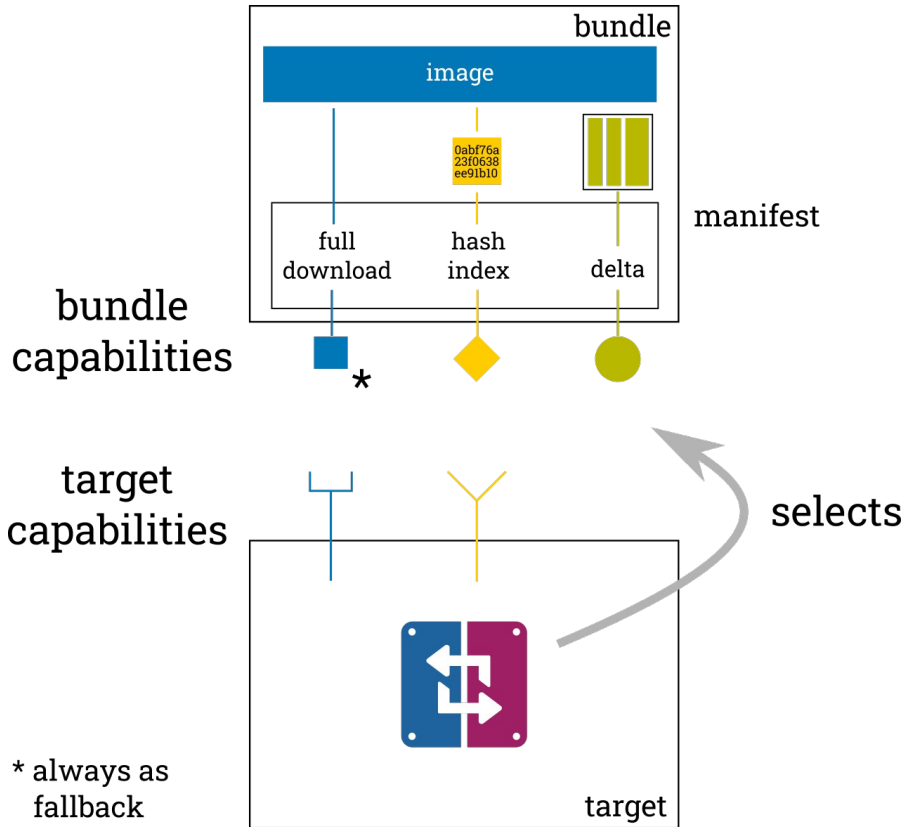 bundle
image
0abf76a
23f0638
ee91b10
manifest
full
download
hash
index
delta
bundle
capabilities
*
target
capabilities
selects
* always as
fallback
target